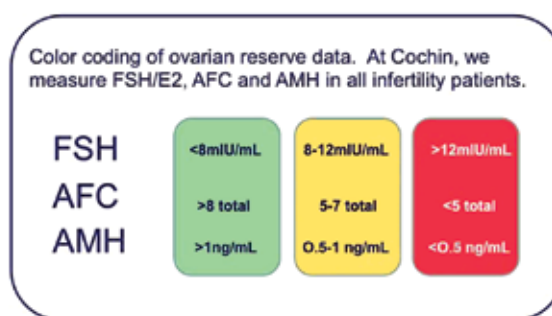 Color coding of ovarian reserve data. At Cochin, we
measure FSH/E2, AFC and AMH in all infertility patients.
FSH <8mIU/mL 8-12mIU/mL >12mIU/mL
AFC >8 total 5-7 total <5 total
AMH >1ng/mL O.5-1 ng/mL <O.5 ng/mL